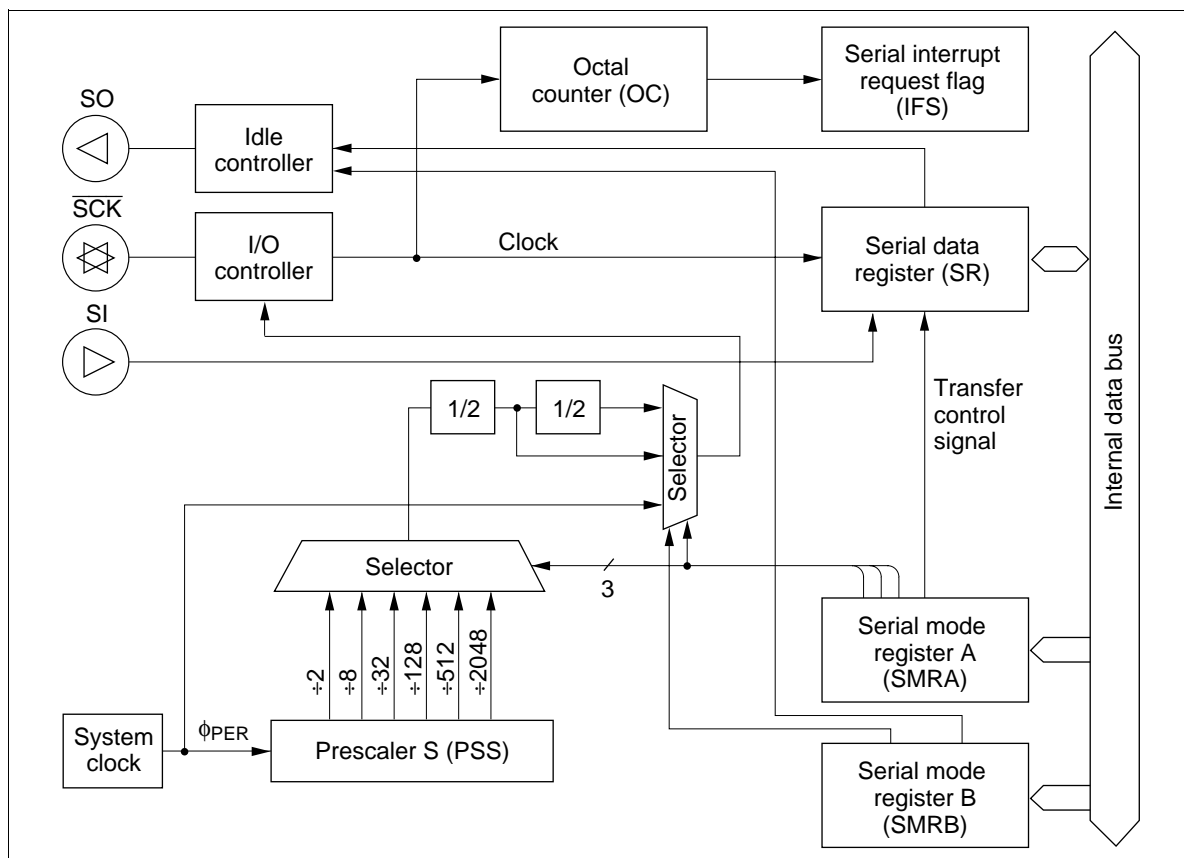 Octal
counter (OC)
Serial interrupt
request flag
(IFS)
SO
Idle
controller
SCK
I/O
controller
Clock
Serial data
register (SR)
SI
Transfer
control
signal
Internal data bus
1/2
1/2
Selector
Selector
3
÷2
÷8
÷32
÷128
÷512
÷2048
Serial mode
register A
(SMRA)
System
clock
ϕPER
Prescaler S (PSS)
Serial mode
register B
(SMRB)